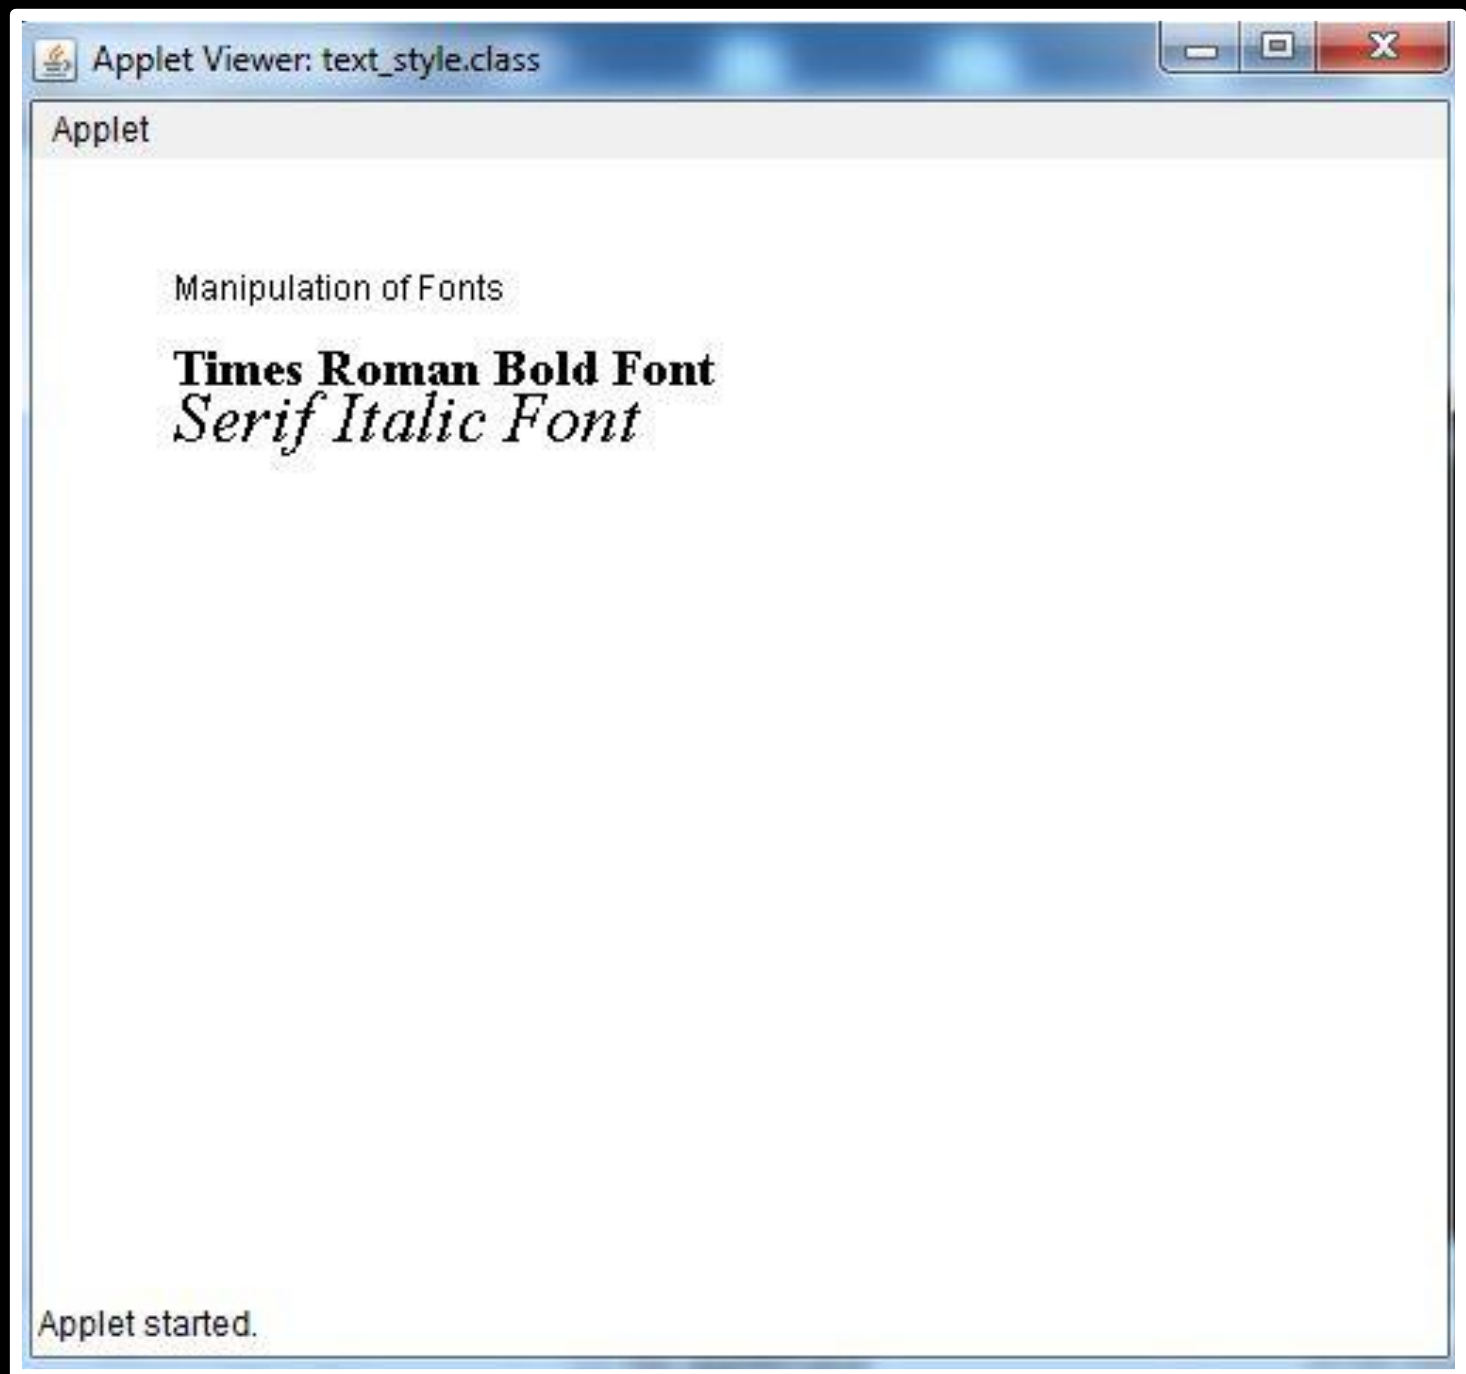 Applet Viewer: text_style.class
Applet
Manipulation of Fonts
Times Roman Bold Font
Serif Italic Font
Applet started.